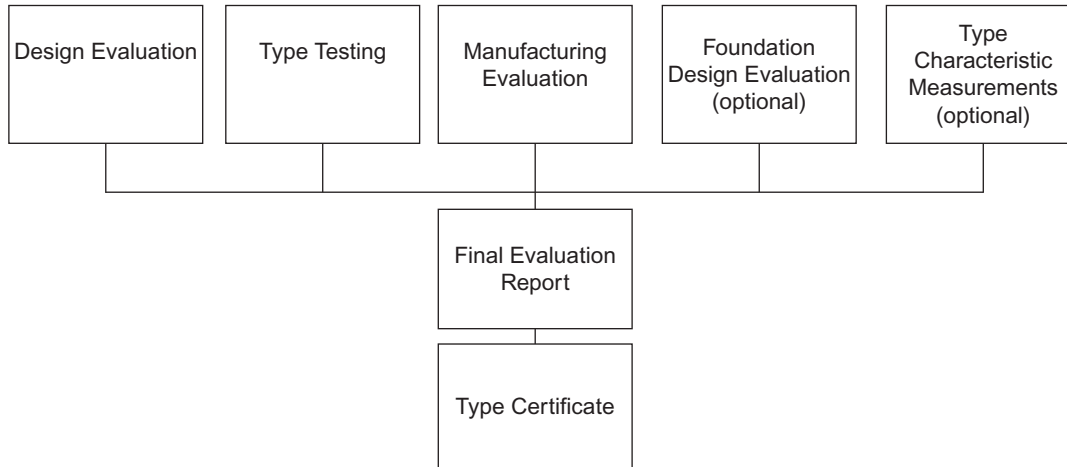 Design Evaluation
Type Testing
Manufacturing
Evaluation
Foundation
Design Evaluation
(optional)
Type
Characteristic
Measurements
(optional)
Final Evaluation
Report
Type Certificate